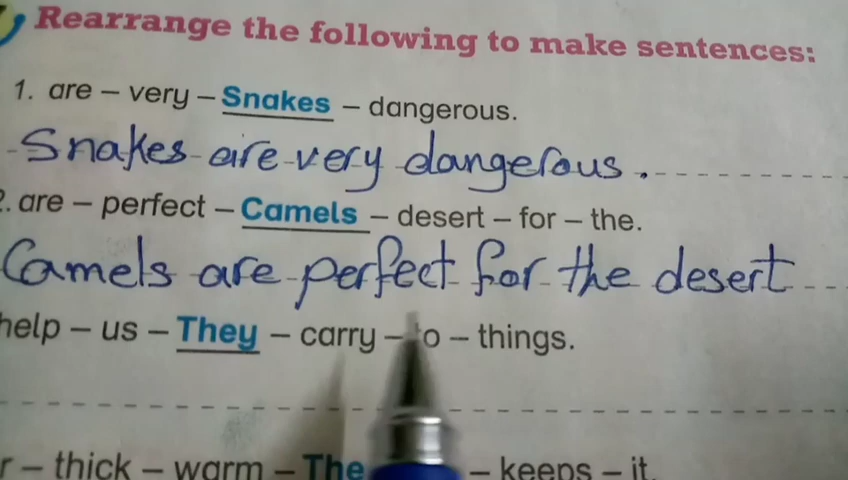 Rearrange the following to make sentences:
1. are – very – Snakes – dangerous.
Snakes are very dangerous.
. are – perfect – Camels – desert – for – the.
Camels are perfect for the desert
help – us – They – carry – to – things.
– thick – warm – The – keeps – it.